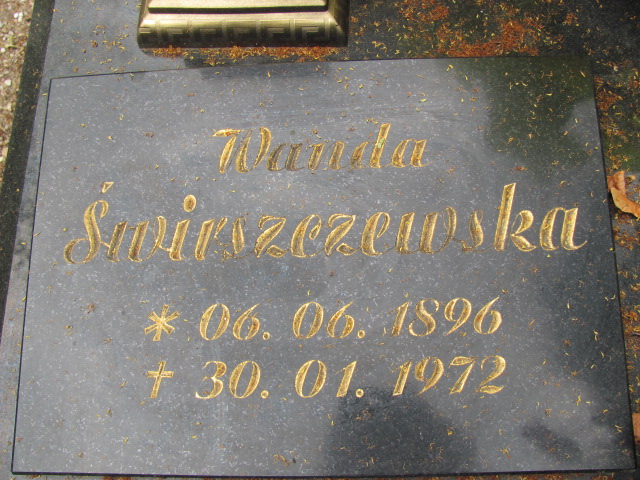 Wanda
Świrszczewska
* 06. 06. 1896
† 30. 01. 1972